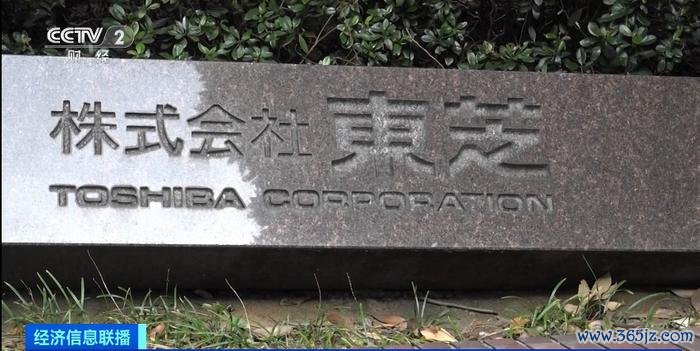 CCTV 2
财经
株式会社 東芝
TOSHIBA CORPORATION
经济信息联播
www.365jz.com